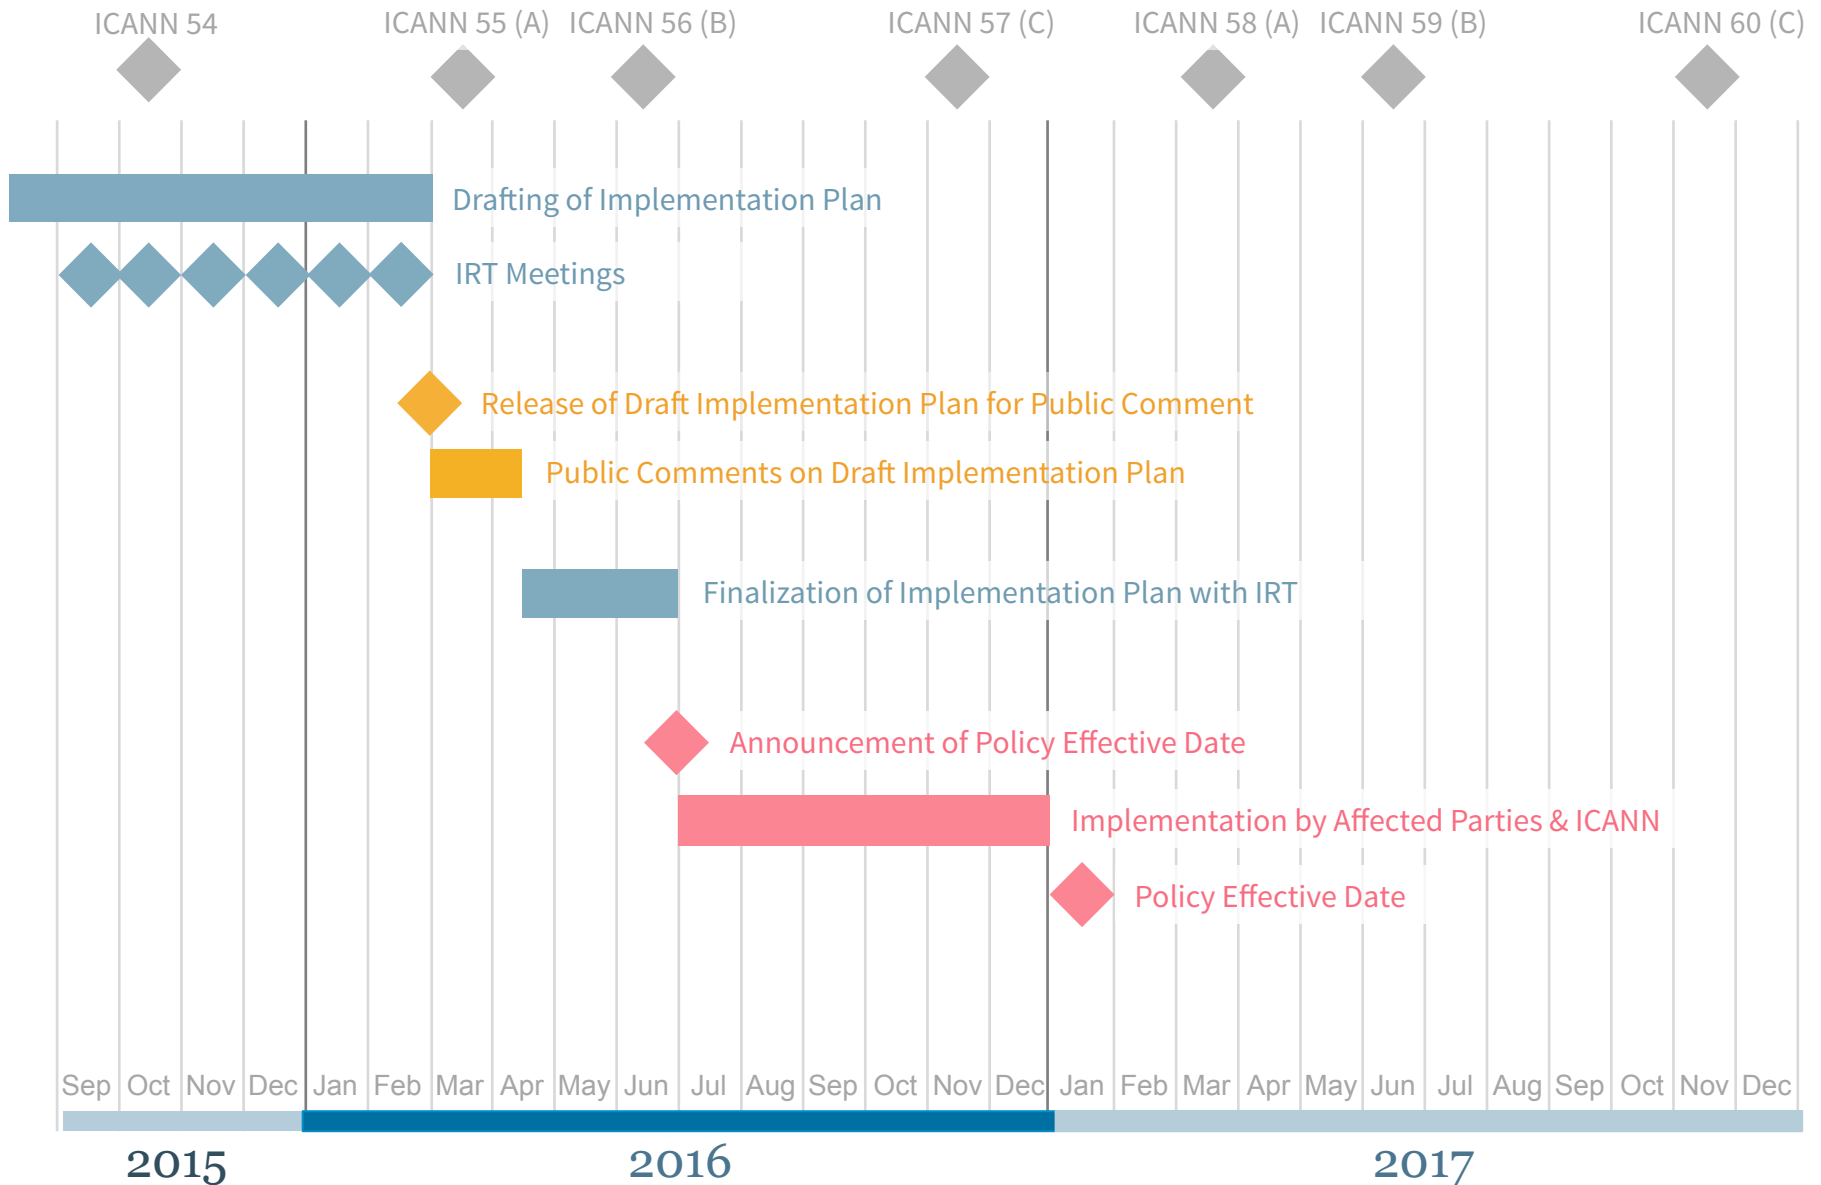 ICANN 54 ICANN 55 (A) ICANN 56 (B) ICANN 57 (C) ICANN 58 (A) ICANN 59 (B) ICANN 60 (C)
Drafting of Implementation Plan
IRT Meetings
Release of Draft Implementation Plan for Public Comment
Public Comments on Draft Implementation Plan
Finalization of Implementation Plan with IRT
Announcement of Policy Effective Date
Implementation by Affected Parties & ICANN
Policy Effective Date
Sep Oct Nov Dec Jan Feb Mar Apr May Jun Jul Aug Sep Oct Nov Dec Jan Feb Mar Apr May Jun Jul Aug Sep Oct Nov Dec
2015 2016 2017